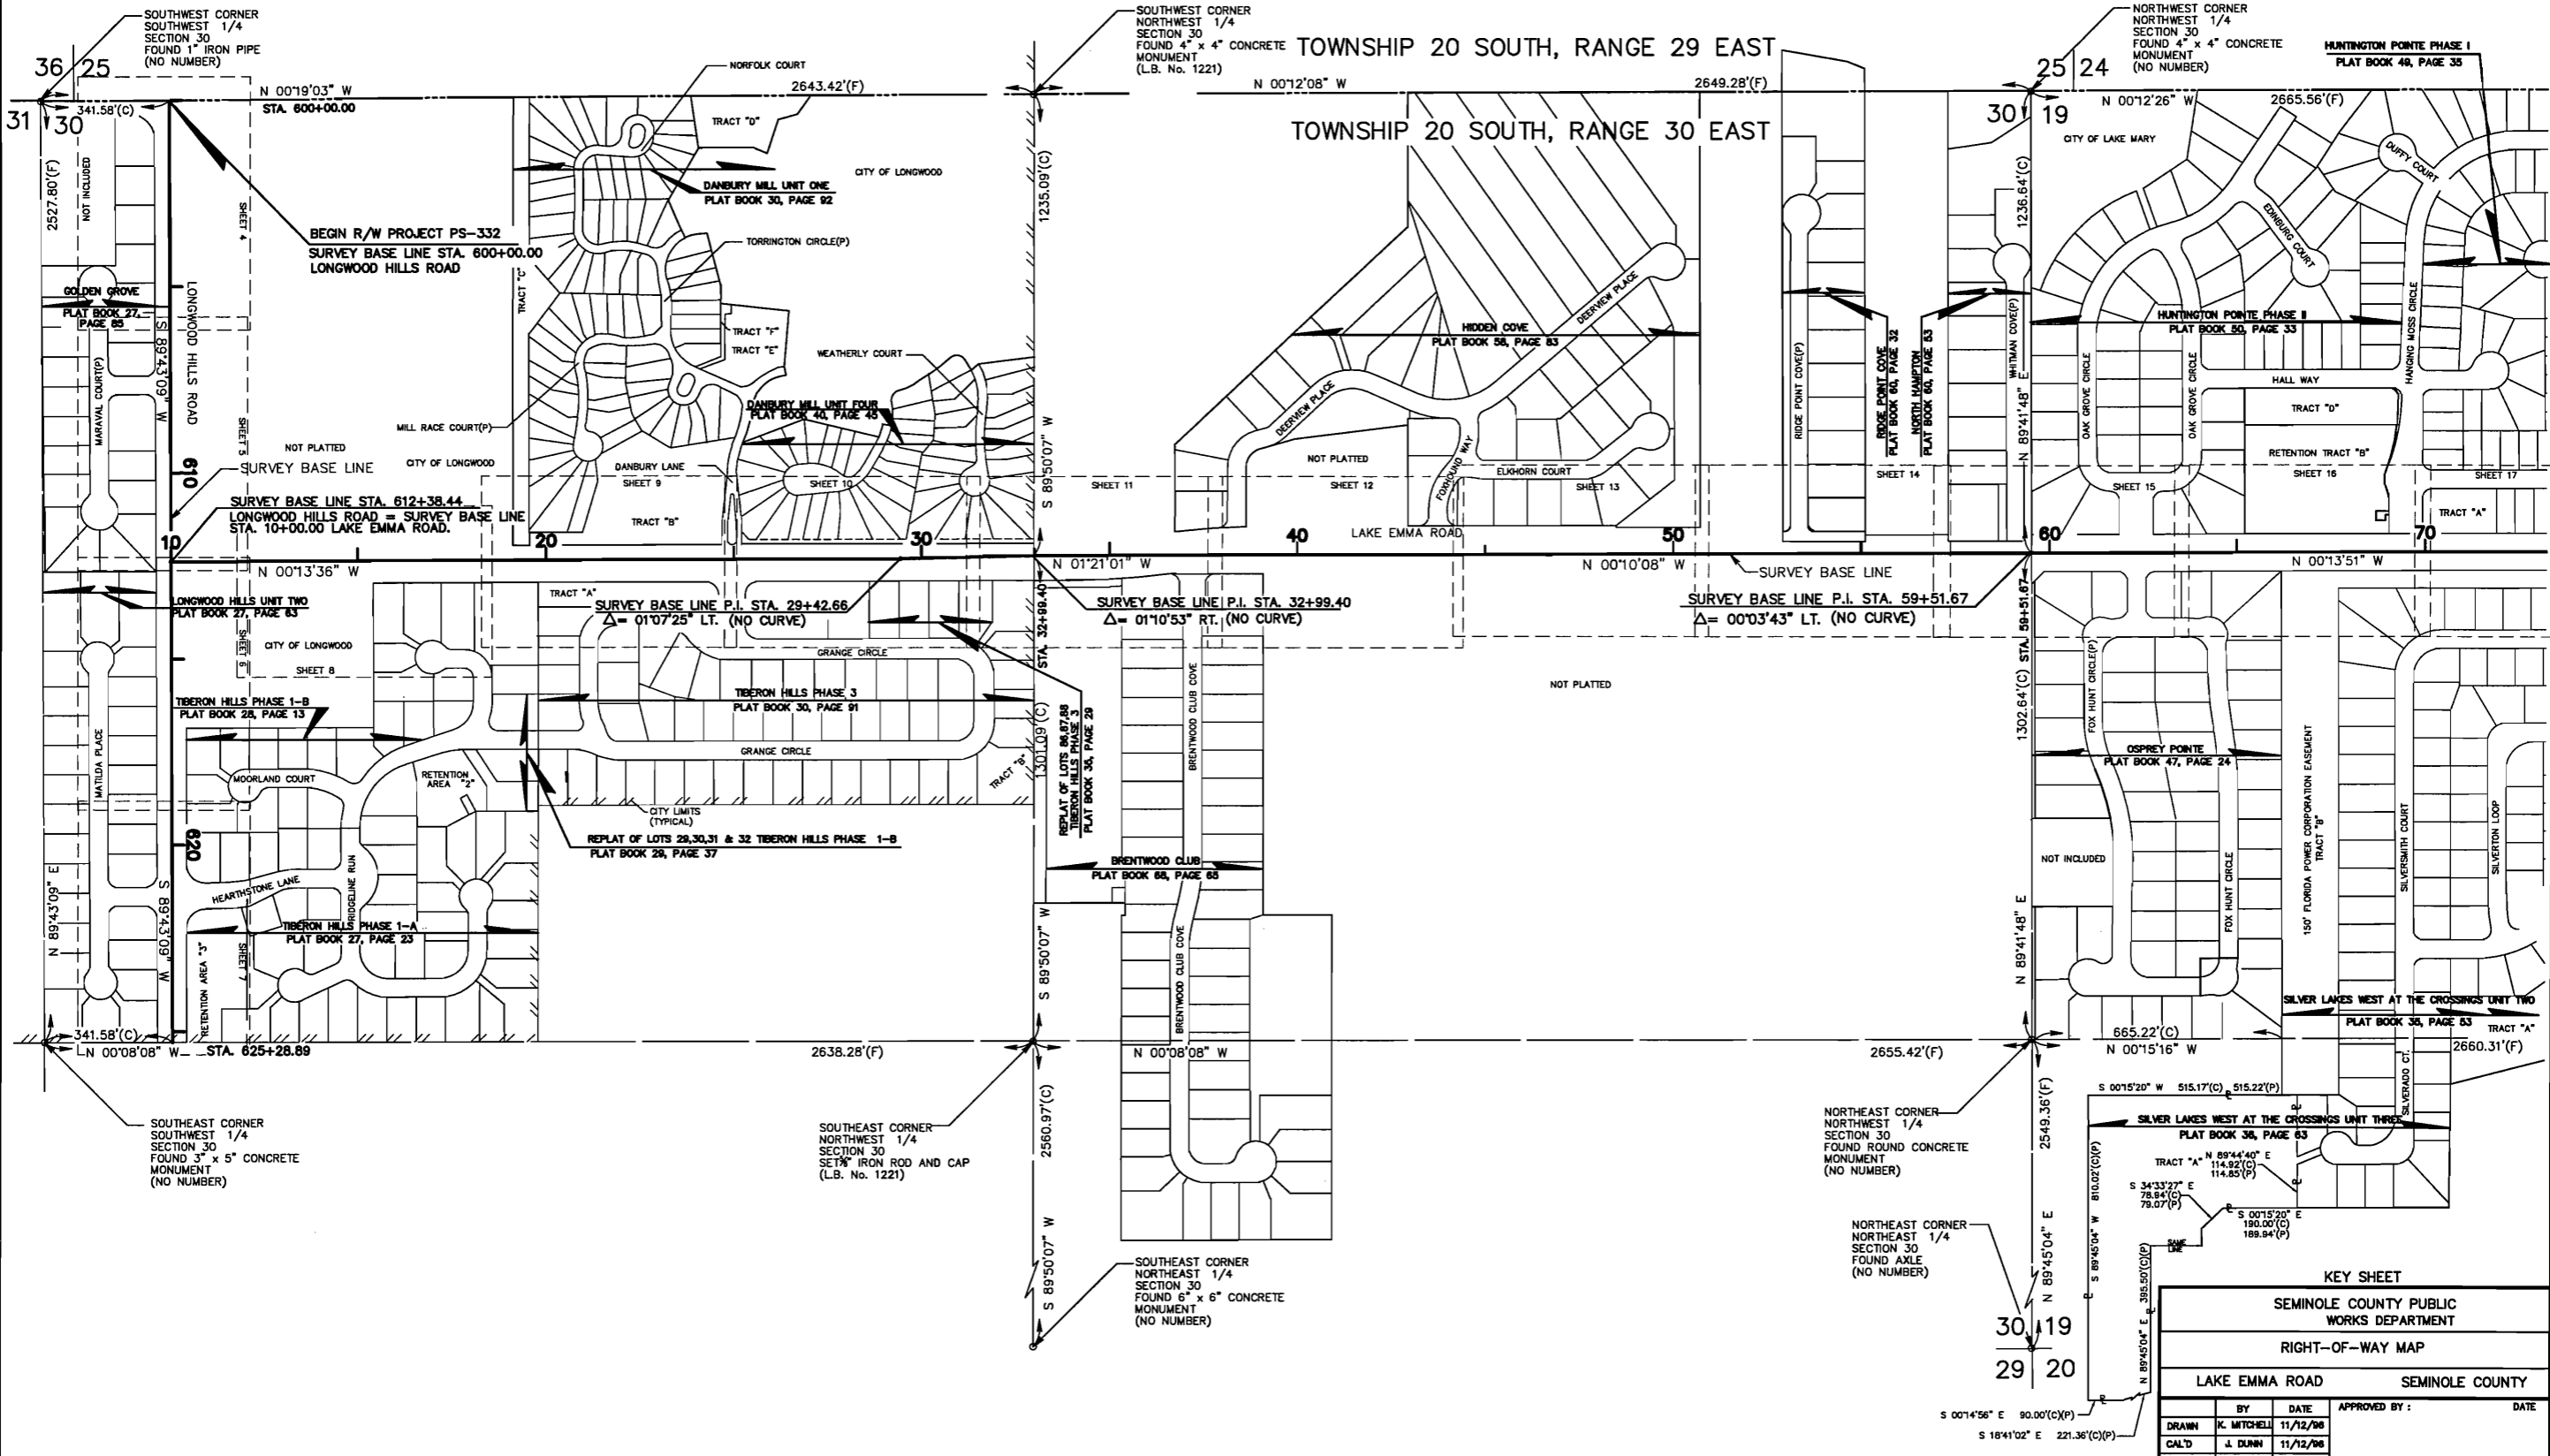 SOUTHWEST CORNER
SOUTHWEST 1/4
SECTION 30
FOUND 1" IRON PIPE
(NO NUMBER)
36
25
31
30
341.58'(C)
N 00°19'03" W
STA. 600+00.00
2643.42'(F)
NORFOLK COURT
SOUTHWEST CORNER
NORTHWEST 1/4
SECTION 30
FOUND 4" x 4" CONCRETE
MONUMENT
(L.B. No. 1221)
TOWNSHIP 20 SOUTH, RANGE 29 EAST
N 00°12'08" W
2649.28'(F)
TOWNSHIP 20 SOUTH, RANGE 30 EAST
NORTHWEST CORNER
NORTHWEST 1/4
SECTION 30
FOUND 4" x 4" CONCRETE
MONUMENT
(NO NUMBER)
25
24
30
19
HUNTINGTON POINTE PHASE I
PLAT BOOK 49, PAGE 35
N 00°12'26" W
2665.56'(F)
CITY OF LAKE MARY
2527.80'(F)
NOT INCLUDED
SHEET 4
BEGIN R/W PROJECT PS-332
SURVEY BASE LINE STA. 600+00.00
LONGWOOD HILLS ROAD
TRACT "D"
CITY OF LONGWOOD
DANBURY MILL UNIT ONE
PLAT BOOK 30, PAGE 92
TORRINGTON CIRCLE(P)
TRACT "C"
TRACT "F"
TRACT "E"
WEATHERLY COURT
1235.09'(C)
S 89°50'07" W
1236.64'(C)
N 89°41'48" E
DUFFY COURT
EDINBURG COURT
HANGING MOSS CIRCLE
GOLDEN GROVE
PLAT BOOK 27,
PAGE 85
S 89°43'09" W
LONGWOOD HILLS ROAD
MARAVAL COURT(P)
SHEET 5
NOT PLATTED
SURVEY BASE LINE
610
CITY OF LONGWOOD
MILL RACE COURT(P)
DANBURY MILL UNIT FOUR
PLAT BOOK 40, PAGE 45
DANBURY LANE
SHEET 9
SHEET 10
TRACT "B"
HIDDEN COVE
PLAT BOOK 58, PAGE 83
DEERVIEW PLACE
DEERVIEW PLACE
NOT PLATTED
FOXHOUND WAY
ELKHORN COURT
SHEET 11
SHEET 12
SHEET 13
RIDGE POINT COVE(P)
RIDGE POINT COVE
PLAT BOOK 60, PAGE 32
NORTH HAMPTON
PLAT BOOK 60, PAGE 53
WHITMAN COVE(P)
SHEET 14
HUNTINGTON POINTE PHASE II
PLAT BOOK 50, PAGE 33
OAK GROVE CIRCLE
OAK GROVE CIRCLE
HALL WAY
TRACT "D"
RETENTION TRACT "B"
SHEET 15
SHEET 16
SHEET 17
TRACT "A"
SURVEY BASE LINE STA. 612+38.44
LONGWOOD HILLS ROAD = SURVEY BASE LINE
STA. 10+00.00 LAKE EMMA ROAD.
10
20
30
40
LAKE EMMA ROAD
50
60
70
N 00°13'36" W
N 01°21'01" W
N 00°10'08" W
SURVEY BASE LINE
N 00°13'51" W
LONGWOOD HILLS UNIT TWO
PLAT BOOK 27, PAGE 63
TRACT "A"
SURVEY BASE LINE P.I. STA. 29+42.66
Δ= 01°07'25" LT. (NO CURVE)
STA. 32+99.40
SURVEY BASE LINE P.I. STA. 32+99.40
Δ= 01°10'53" RT. (NO CURVE)
SURVEY BASE LINE P.I. STA. 59+51.67
Δ= 00°03'43" LT. (NO CURVE)
STA. 59+51.67
SHEET 6
CITY OF LONGWOOD
SHEET 8
GRANGE CIRCLE
TIBERON HILLS PHASE 3
PLAT BOOK 30, PAGE 91
GRANGE CIRCLE
TIBERON HILLS PHASE 1-B
PLAT BOOK 28, PAGE 13
MATILDA PLACE
MOORLAND COURT
RETENTION
AREA "2"
CITY LIMITS
(TYPICAL)
TRACT "B"
1301.09'(C)
REPLAT OF LOTS 86,87,88
TIBERON HILLS PHASE 3
PLAT BOOK 36, PAGE 29
BRENTWOOD CLUB COVE
NOT PLATTED
1302.64'(C)
FOX HUNT CIRCLE(P)
OSPREY POINTE
PLAT BOOK 47, PAGE 24
150' FLORIDA POWER CORPORATION EASEMENT
TRACT "B"
SILVERSMITH COURT
SILVERTON LOOP
620
REPLAT OF LOTS 29,30,31 & 32 TIBERON HILLS PHASE 1-B
PLAT BOOK 29, PAGE 37
BRENTWOOD CLUB
PLAT BOOK 68, PAGE 65
NOT INCLUDED
FOX HUNT CIRCLE
N 89°43'09" E
S 89°43'09" W
HEARTHSTONE LANE
RIDGELINE RUN
TIBERON HILLS PHASE 1-A
PLAT BOOK 27, PAGE 23
RETENTION AREA "3"
SHEET 7
S 89°50'07" W
BRENTWOOD CLUB COVE
N 89°41'48" E
SILVER LAKES WEST AT THE CROSSINGS UNIT TWO
PLAT BOOK 35, PAGE 53
TRACT "A"
341.58'(C)
N 00°08'08" W
STA. 625+28.89
2638.28'(F)
N 00°08'08" W
2655.42'(F)
665.22'(C)
N 00°15'16" W
2660.31'(F)
SOUTHEAST CORNER
SOUTHWEST 1/4
SECTION 30
FOUND 3" x 5" CONCRETE
MONUMENT
(NO NUMBER)
SOUTHEAST CORNER
NORTHWEST 1/4
SECTION 30
SET IRON ROD AND CAP
(L.B. No. 1221)
2560.97'(C)
S 89°50'07" W
SOUTHEAST CORNER
NORTHEAST 1/4
SECTION 30
FOUND 6" x 6" CONCRETE
MONUMENT
(NO NUMBER)
NORTHEAST CORNER
NORTHWEST 1/4
SECTION 30
FOUND ROUND CONCRETE
MONUMENT
(NO NUMBER)
2549.36'(F)
N 89°45'04" E
NORTHEAST CORNER
NORTHEAST 1/4
SECTION 30
FOUND AXLE
(NO NUMBER)
30
19
29
20
S 00°15'20" W 515.17'(C) 515.22'(P)
SILVERADO CT.
SILVER LAKES WEST AT THE CROSSINGS UNIT THREE
PLAT BOOK 36, PAGE 63
TRACT "A"
N 89°44'40" E
114.92'(C)
114.85'(P)
S 34°33'27" E
78.94'(C)
79.07'(P)
S 00°15'20" E
190.00'(C)
189.94'(P)
SAME
LINE
S 89°45'04" W 810.02'(C)(P)
N 89°45'04" E 395.50'(C)(P)
S 00°14'56" E 90.00'(C)(P)
S 18°41'02" E 221.36'(C)(P)
KEY SHEET
SEMINOLE COUNTY PUBLIC
WORKS DEPARTMENT
RIGHT-OF-WAY MAP
LAKE EMMA ROAD SEMINOLE COUNTY
BY DATE APPROVED BY : DATE
DRAWN K. MITCHELL 11/12/98
CAL'D J. DUNN 11/12/98